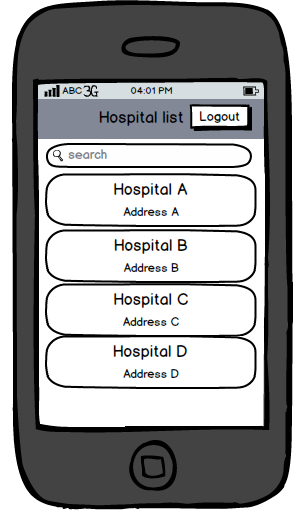 ABC 3G 04:01 PM
Hospital list Logout
search
Hospital A
Address A
Hospital B
Address B
Hospital C
Address C
Hospital D
Address D